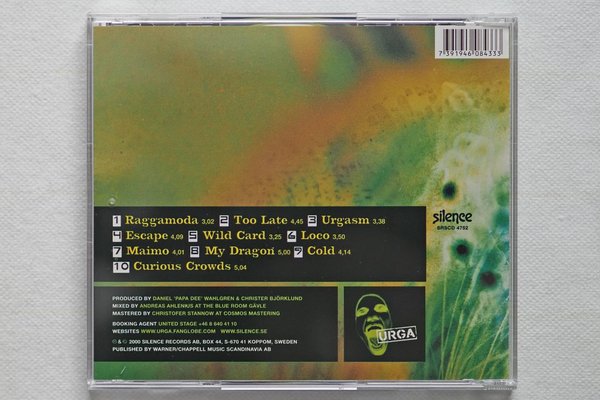 7 391946 084333
silence
SRSCD 4752
1 Raggamoda 3,02 2 Too Late 4,45 3 Urgasm 3,38
4 Escape 4,09 5 Wild Card 3,25 6 Loco 3,50
7 Maimo 4,01 8 My Dragon 5,00 9 Cold 4,14
10 Curious Crowds 5,04
PRODUCED BY DANIEL 'PAPA DEE' WAHLGREN & CHRISTER BJÖRKLUND
MIXED BY ANDREAS AHLENIUS AT THE BLUE ROOM GÄVLE
MASTERED BY CHRISTOFER STANNOW AT COSMOS MASTERING
BOOKING AGENT UNITED STAGE +46 8 640 41 10
WEBSITES WWW.URGA.FANGLOBE.COM WWW.SILENCE.SE
℗ & © 2000 SILENCE RECORDS AB, BOX 44, S-670 41 KOPPOM, SWEDEN
PUBLISHED BY WARNER/CHAPPELL MUSIC SCANDINAVIA AB
URGA